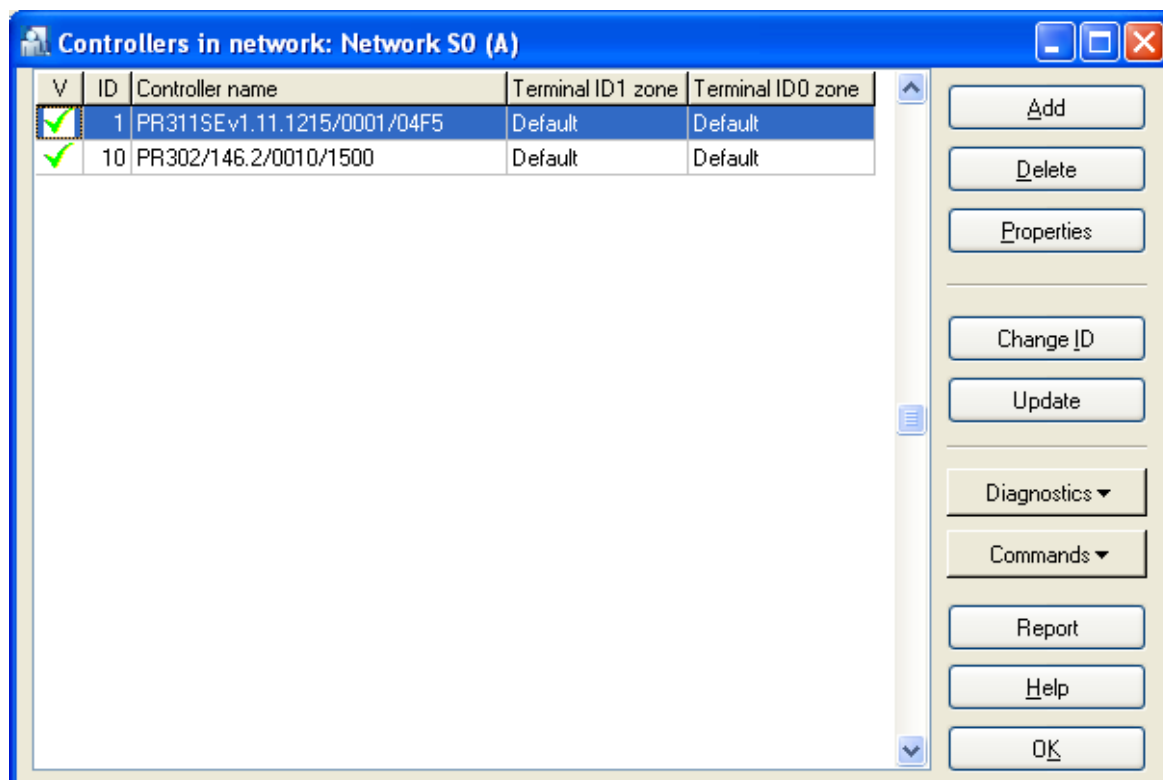 Controllers in network: Network S0 (A)
V ID Controller name Terminal ID1 zone Terminal ID0 zone
1 PR311SEv1.11.1215/0001/04F5 Default Default
10 PR302/146.2/0010/1500 Default Default
Add
Delete
Properties
Change ID
Update
Diagnostics
Commands
Report
Help
OK